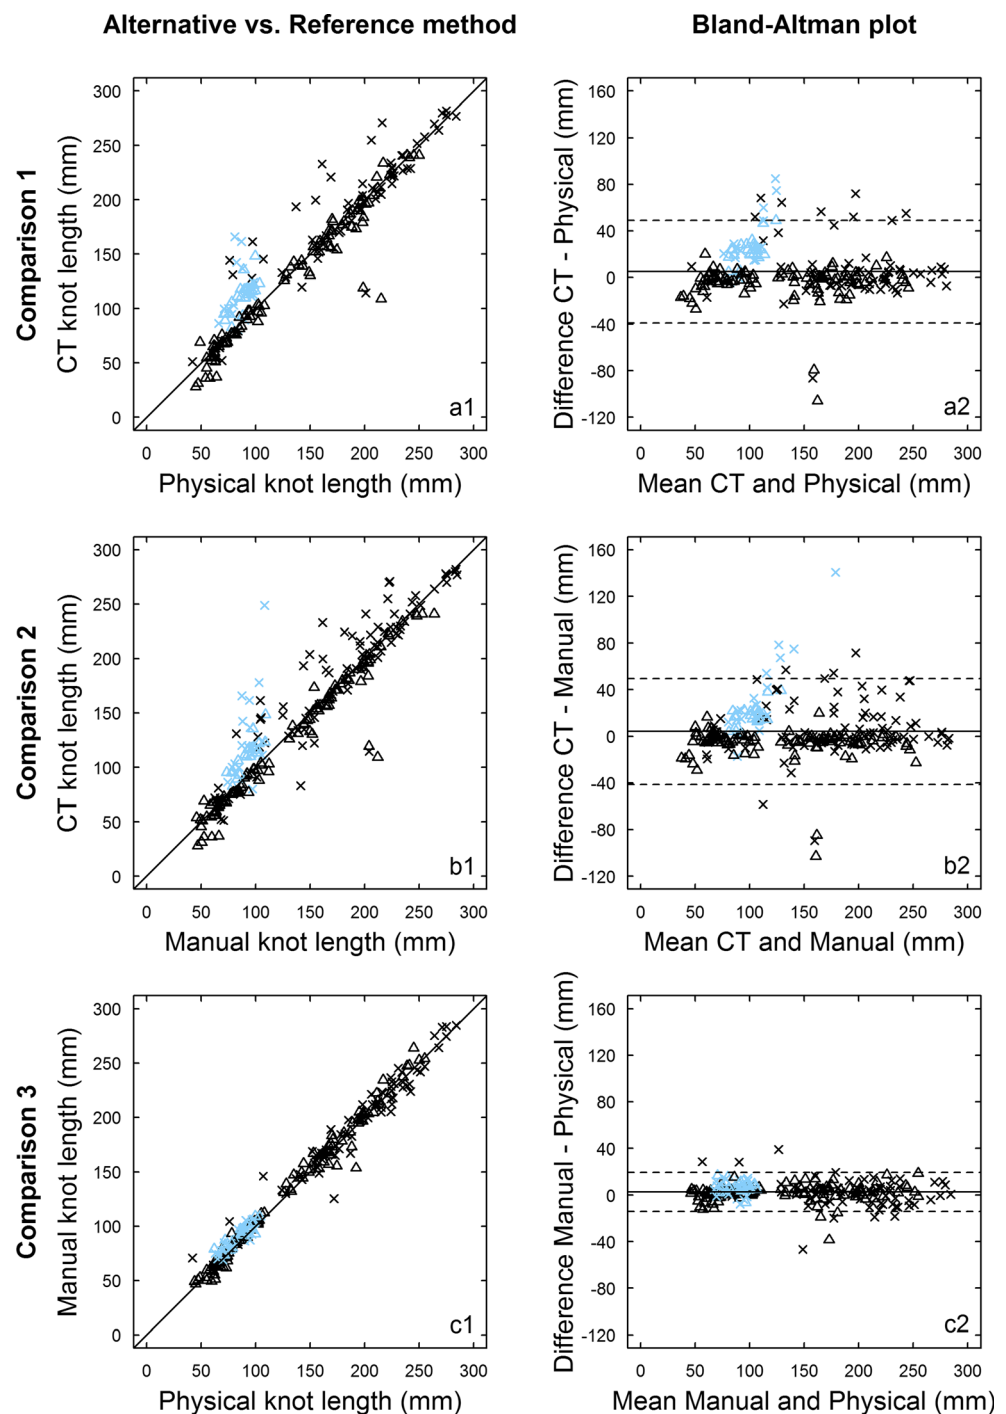 Alternative vs. Reference method
Bland-Altman plot
Comparison 1
CT knot length (mm)
300
250
200
150
100
50
0
a1
0 50 100 150 200 250 300
Physical knot length (mm)
Difference CT - Physical (mm)
160
120
80
40
0
-40
-80
-120
a2
0 50 100 150 200 250 300
Mean CT and Physical (mm)
Comparison 2
CT knot length (mm)
300
250
200
150
100
50
0
b1
0 50 100 150 200 250 300
Manual knot length (mm)
Difference CT - Manual (mm)
160
120
80
40
0
-40
-80
-120
b2
0 50 100 150 200 250 300
Mean CT and Manual (mm)
Comparison 3
Manual knot length (mm)
300
250
200
150
100
50
0
c1
0 50 100 150 200 250 300
Physical knot length (mm)
Difference Manual - Physical (mm)
160
120
80
40
0
-40
-80
-120
c2
0 50 100 150 200 250 300
Mean Manual and Physical (mm)